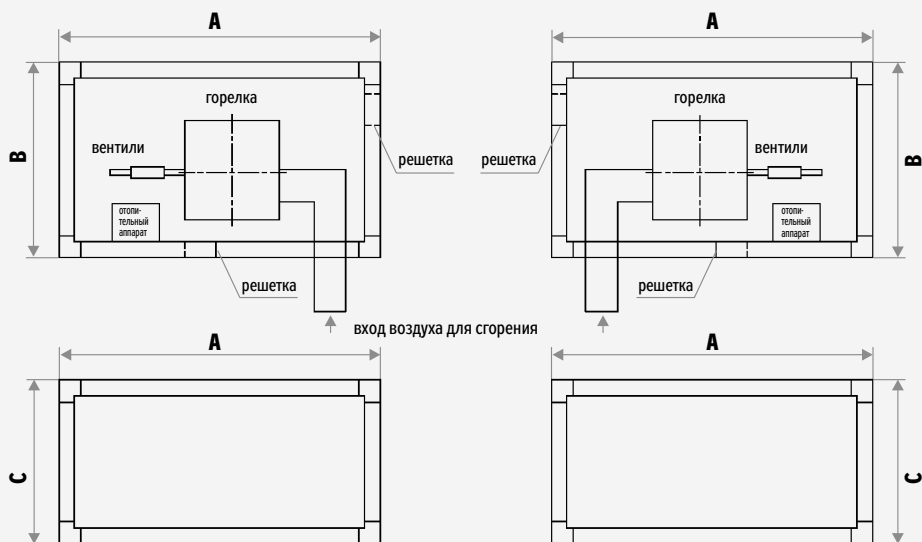 A
A
горелка
горелка
B
вентили
решетка
решетка
вентили
B
отопи-
тельный
аппарат
отопи-
тельный
аппарат
решетка
решетка
вход воздуха для сгорения
A
A
C
C